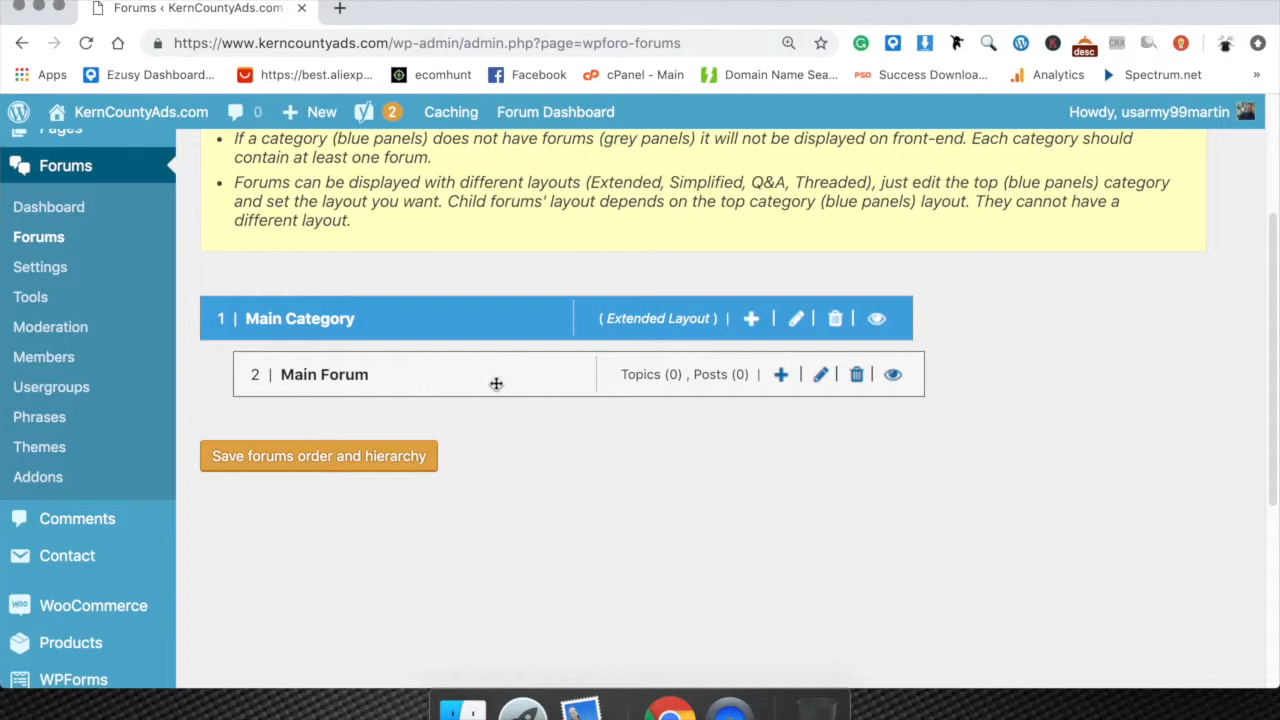 Forums ‹ KernCountyAds.com
https://www.kerncountyads.com/wp-admin/admin.php?page=wpforo-forums
desc
CRX
Apps
Ezusy Dashboard...
https://best.aliexp...
ecomhunt
Facebook
cPanel - Main
Domain Name Sea...
PSD Success Downloa...
Analytics
Spectrum.net
»
KernCountyAds.com
0
New
2
Caching
Forum Dashboard
Howdy, usarmy99martin
Pages
Forums
Dashboard
Forums
Settings
Tools
Moderation
Members
Usergroups
Phrases
Themes
Addons
Comments
Contact
WOO WooCommerce
Products
WPForms
• If a category (blue panels) does not have forums (grey panels) it will not be displayed on front-end. Each category should
contain at least one forum.
• Forums can be displayed with different layouts (Extended, Simplified, Q&A, Threaded), just edit the top (blue panels) category
and set the layout you want. Child forums' layout depends on the top category (blue panels) layout. They cannot have a
different layout.
1 | Main Category
( Extended Layout ) | | | |
2 | Main Forum
Topics (0) , Posts (0) | | | |
Save forums order and hierarchy